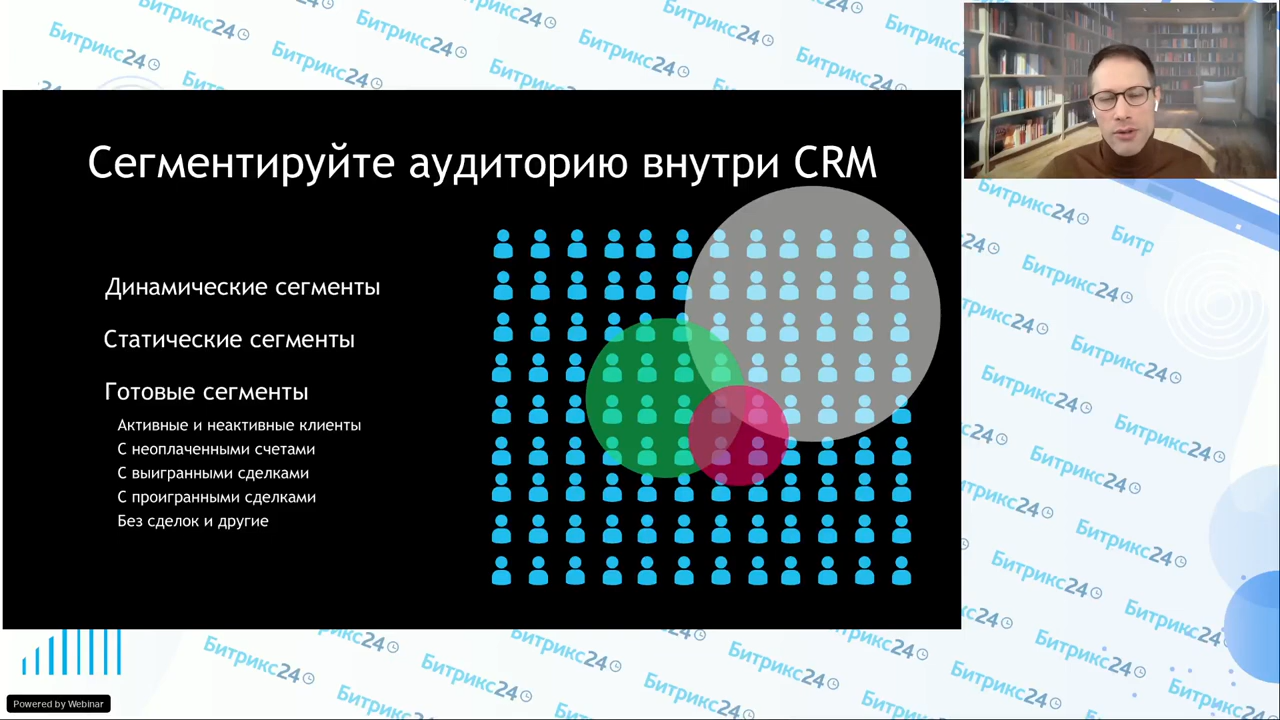 Сегментируйте аудиторию внутри CRM
Динамические сегменты
Статические сегменты
Готовые сегменты
Активные и неактивные клиенты
С неоплаченными счетами
С выигранными сделками
С проигранными сделками
Без сделок и другие
Битрикс24
Powered by Webinar